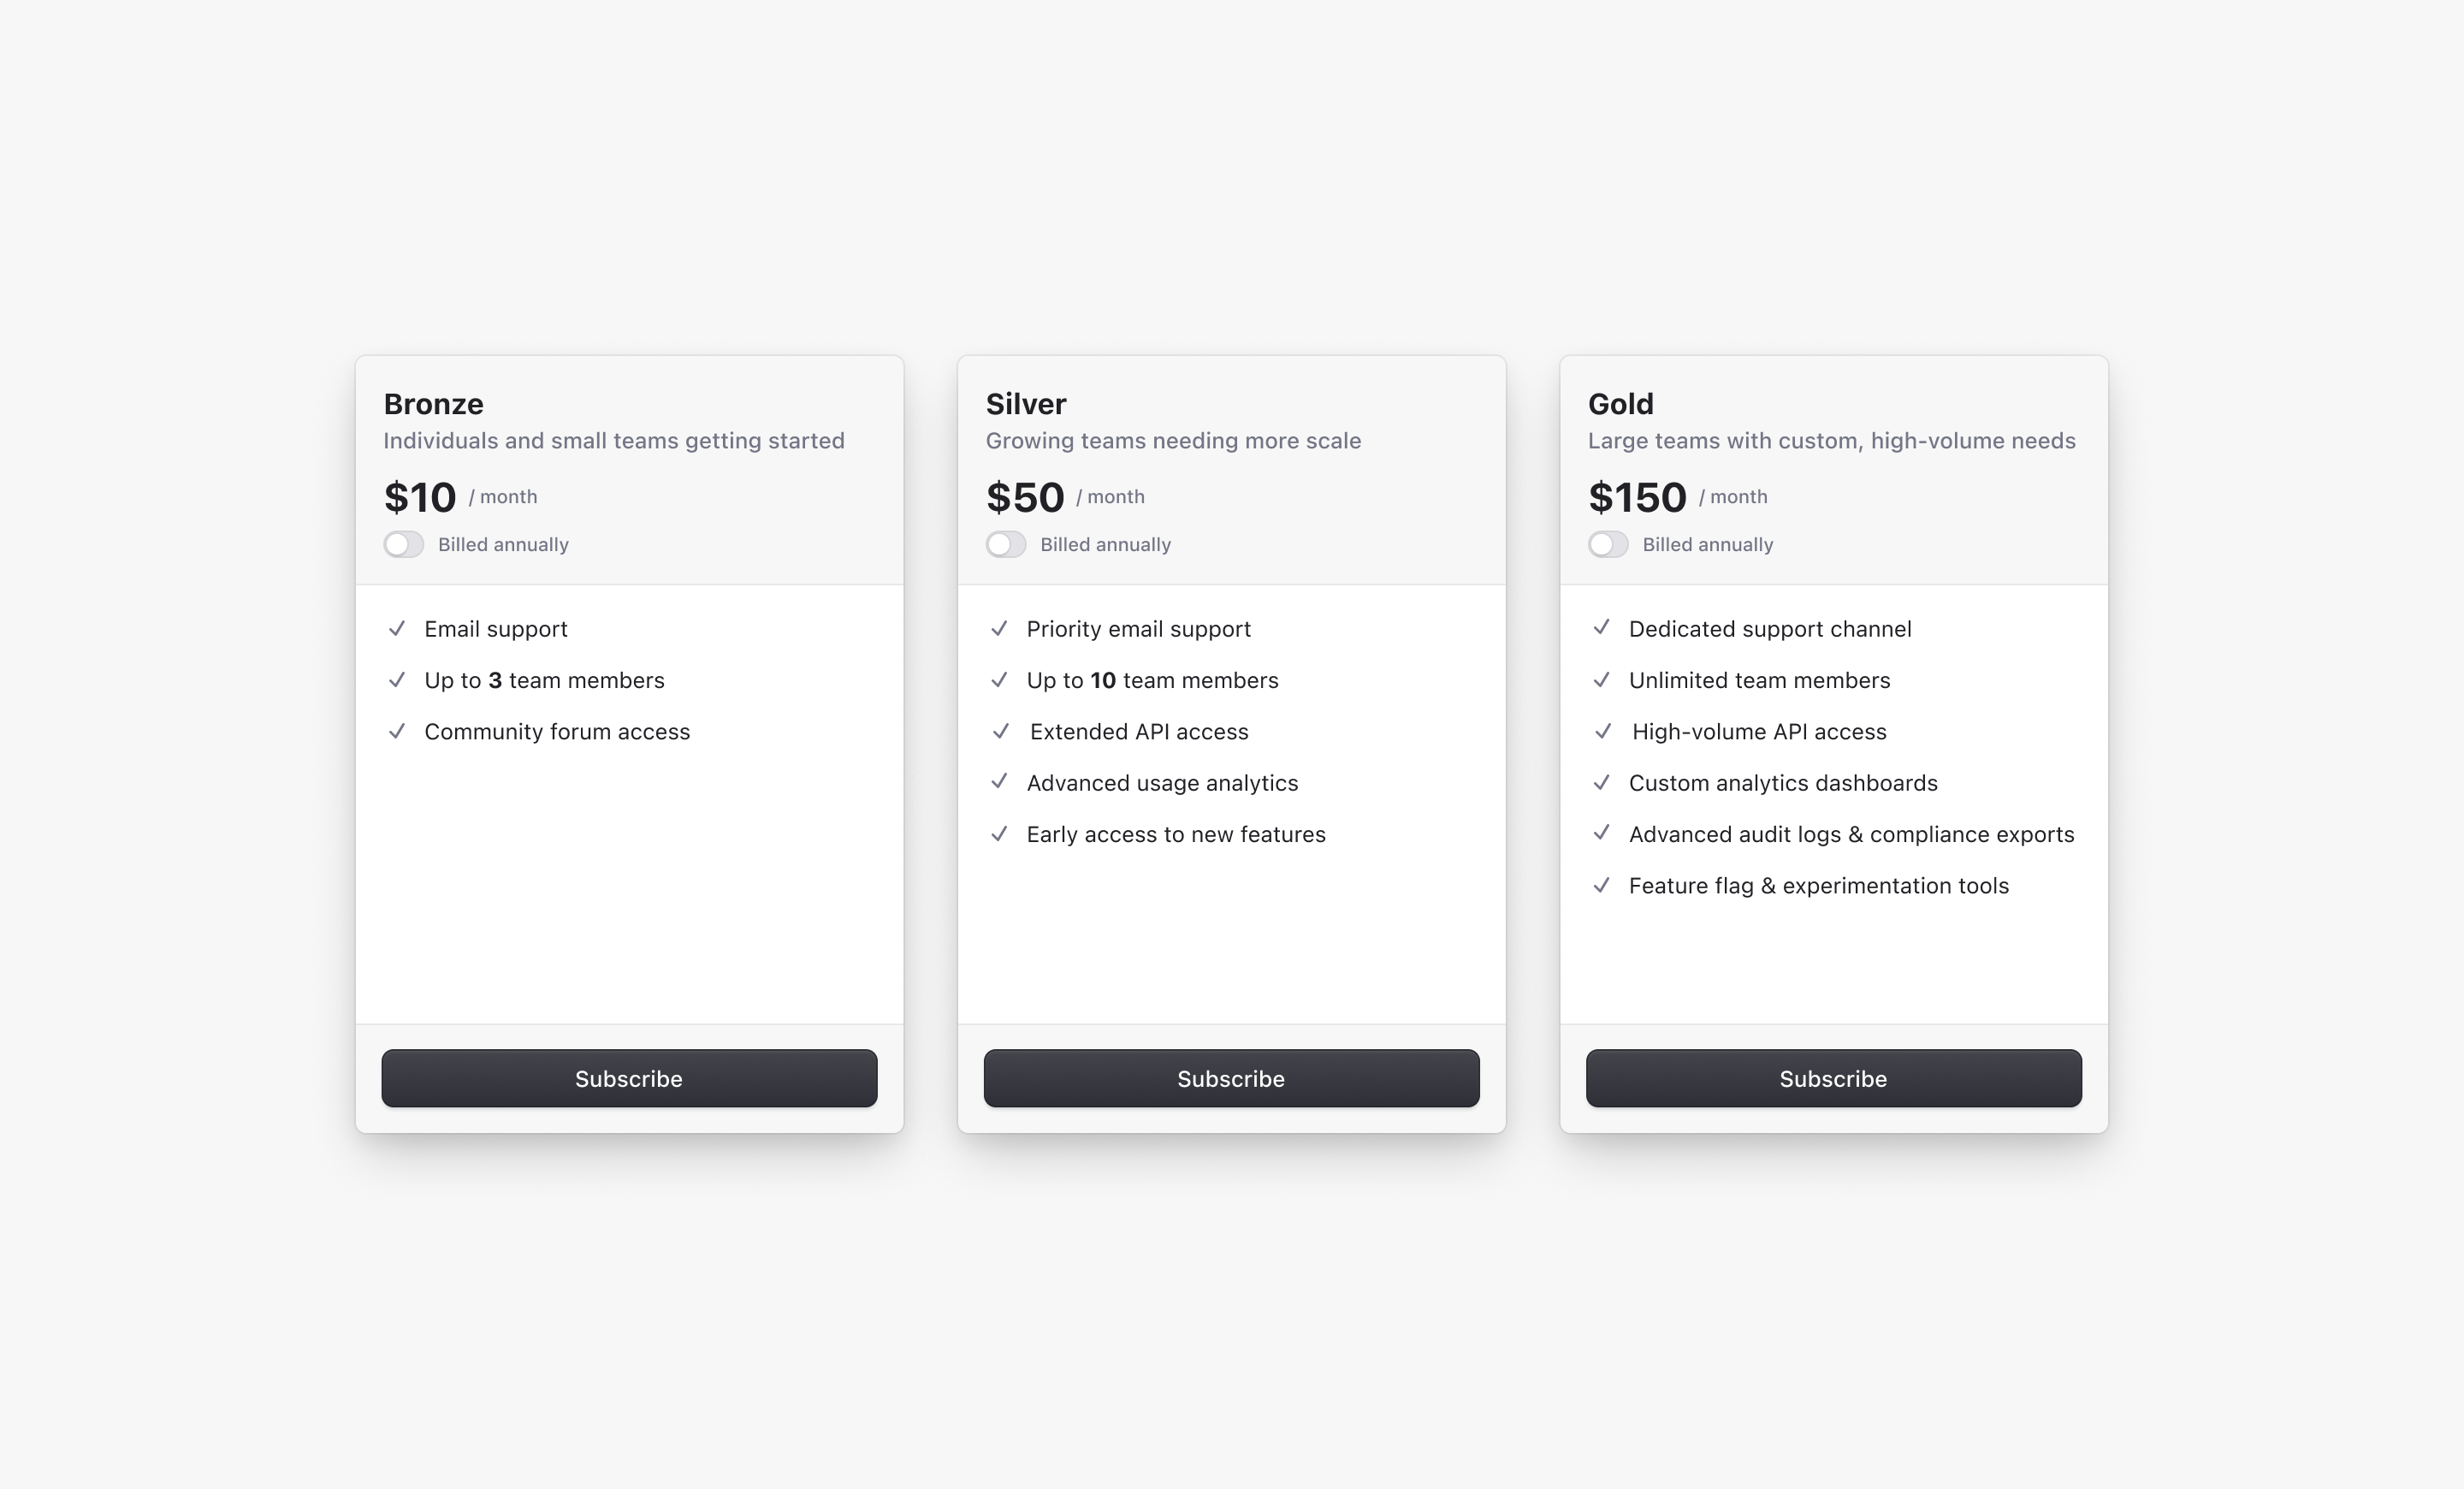 Bronze
Individuals and small teams getting started
$10 / month
Billed annually
Email support
Up to 3 team members
Community forum access
Subscribe
Silver
Growing teams needing more scale
$50 / month
Billed annually
Priority email support
Up to 10 team members
Extended API access
Advanced usage analytics
Early access to new features
Subscribe
Gold
Large teams with custom, high-volume needs
$150 / month
Billed annually
Dedicated support channel
Unlimited team members
High-volume API access
Custom analytics dashboards
Advanced audit logs & compliance exports
Feature flag & experimentation tools
Subscribe